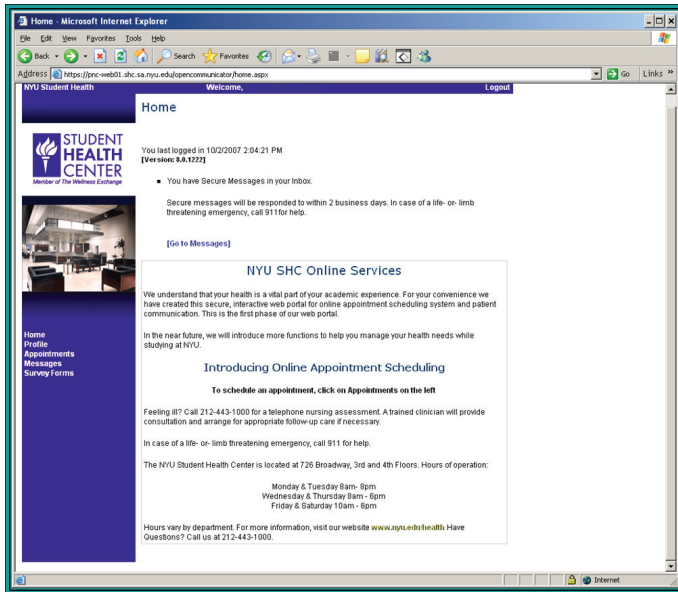 Home - Microsoft Internet Explorer
File Edit View Favorites Tools Help
Back Search Favorites
Address https://pnc-web01.shc.sa.nyu.edu/opencommunicator/home.aspx Go Links »
NYU Student Health Welcome, Logout
Home
STUDENT
HEALTH
CENTER
Member of The Wellness Exchange
You last logged in 10/2/2007 2:04:21 PM
[Version: 8.0.1222]
You have Secure Messages in your Inbox.
Secure messages will be responded to within 2 business days. In case of a life- or- limb
threatening emergency, call 911for help.
[Go to Messages]
Home
Profile
Appointments
Messages
Survey Forms
NYU SHC Online Services
We understand that your health is a vital part of your academic experience. For your convenience we
have created this secure, interactive web portal for online appointment scheduling system and patient
communication. This is the first phase of our web portal.
In the near future, we will introduce more functions to help you manage your health needs while
studying at NYU.
Introducing Online Appointment Scheduling
To schedule an appointment, click on Appointments on the left
Feeling ill? Call 212-443-1000 for a telephone nursing assessment. A trained clinician will provide
consultation and arrange for appropriate follow-up care if necessary.
In case of a life- or- limb threatening emergency, call 911 for help.
The NYU Student Health Center is located at 726 Broadway, 3rd and 4th Floors. Hours of operation:
Monday & Tuesday 8am- 8pm
Wednesday & Thursday 8am - 6pm
Friday & Saturday 10am - 6pm
Hours vary by department. For more information, visit our website www.nyu.edu/health Have
Questions? Call us at 212-443-1000.
Internet